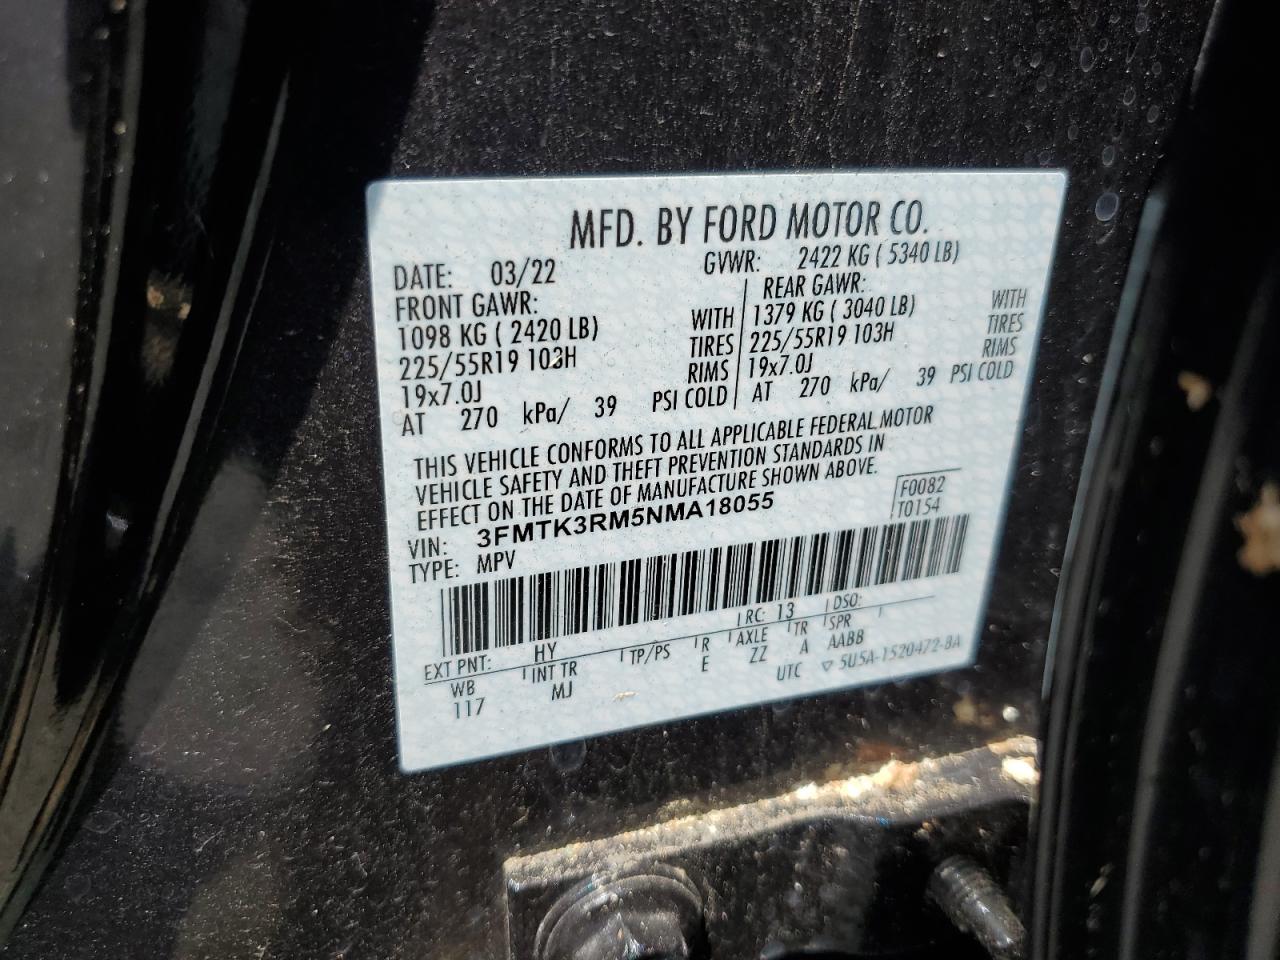 MFD. BY FORD MOTOR CO.
DATE: 03/22 GVWR: 2422 KG ( 5340 LB)
FRONT GAWR: REAR GAWR:
1098 KG ( 2420 LB) WITH 1379 KG ( 3040 LB) WITH
225/55R19 103H TIRES 225/55R19 103H TIRES
19x7.0J RIMS 19x7.0J RIMS
AT 270 kPa/ 39 PSI COLD AT 270 kPa/ 39 PSI COLD
THIS VEHICLE CONFORMS TO ALL APPLICABLE FEDERAL MOTOR
VEHICLE SAFETY AND THEFT PREVENTION STANDARDS IN
EFFECT ON THE DATE OF MANUFACTURE SHOWN ABOVE.
VIN: 3FMTK3RM5NMA18055 F0082
TYPE: MPV T0154
EXT PNT: HY RC: 13 DSO:
WB INT TR TP/PS R AXLE TR SPR
117 MJ E ZZ A AABB
UTC ▽ 5U5A-1520472-BA